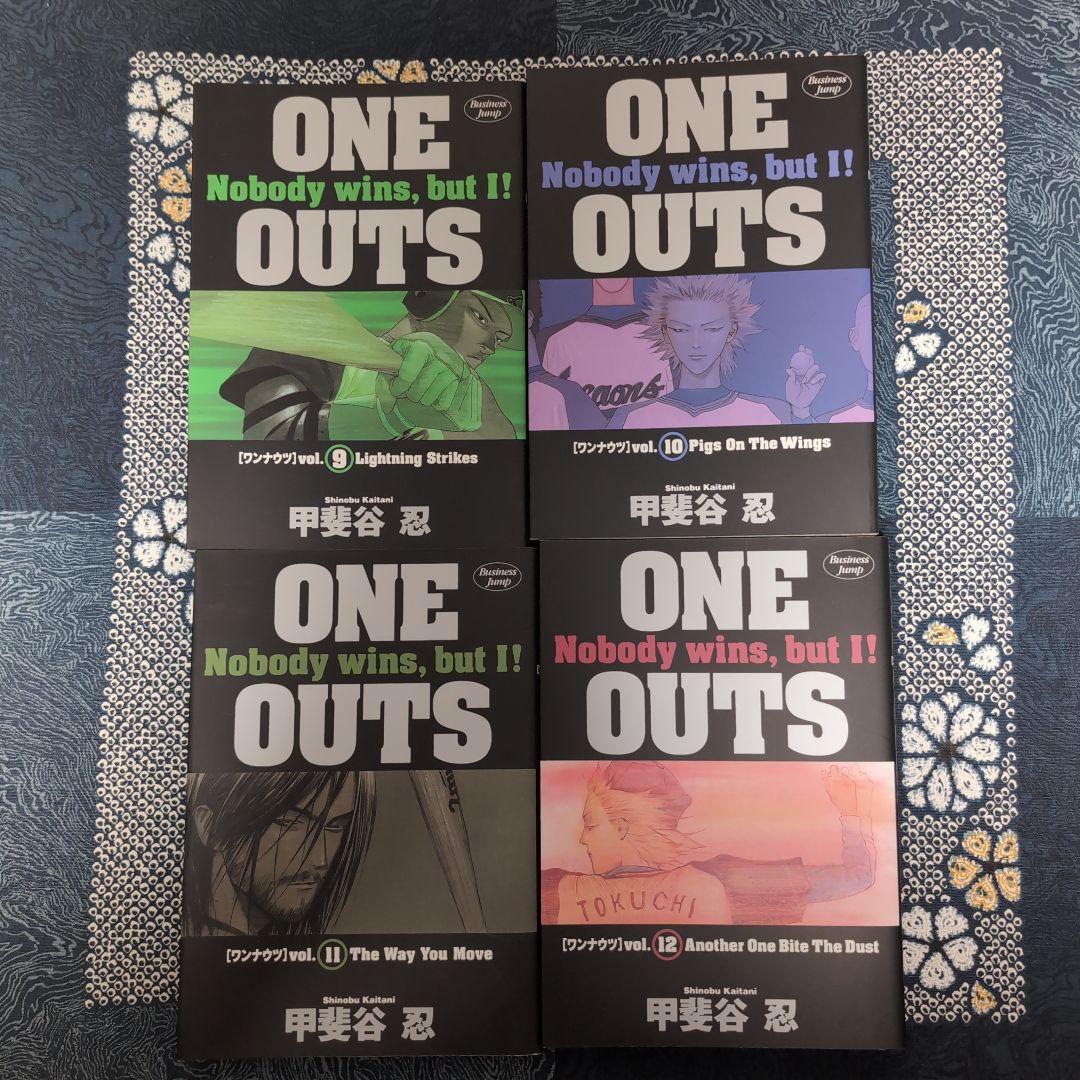 ONE
Business
Jump
Nobody wins, but I!
OUTS
[ワンナウツ] vol. 9 Lightning Strikes
Shinobu Kaitani
甲斐谷 忍
ONE
Business
Jump
Nobody wins, but I!
OUTS
caons
[ワンナウツ] vol. 10 Pigs On The Wings
Shinobu Kaitani
甲斐谷 忍
ONE
Business
Jump
Nobody wins, but I!
OUTS
[ワンナウツ] vol. 11 The Way You Move
Shinobu Kaitani
甲斐谷 忍
ONE
Business
Jump
Nobody wins, but I!
OUTS
TOKUCHI
[ワンナウツ] vol. 12 Another One Bite The Dust
Shinobu Kaitani
甲斐谷 忍